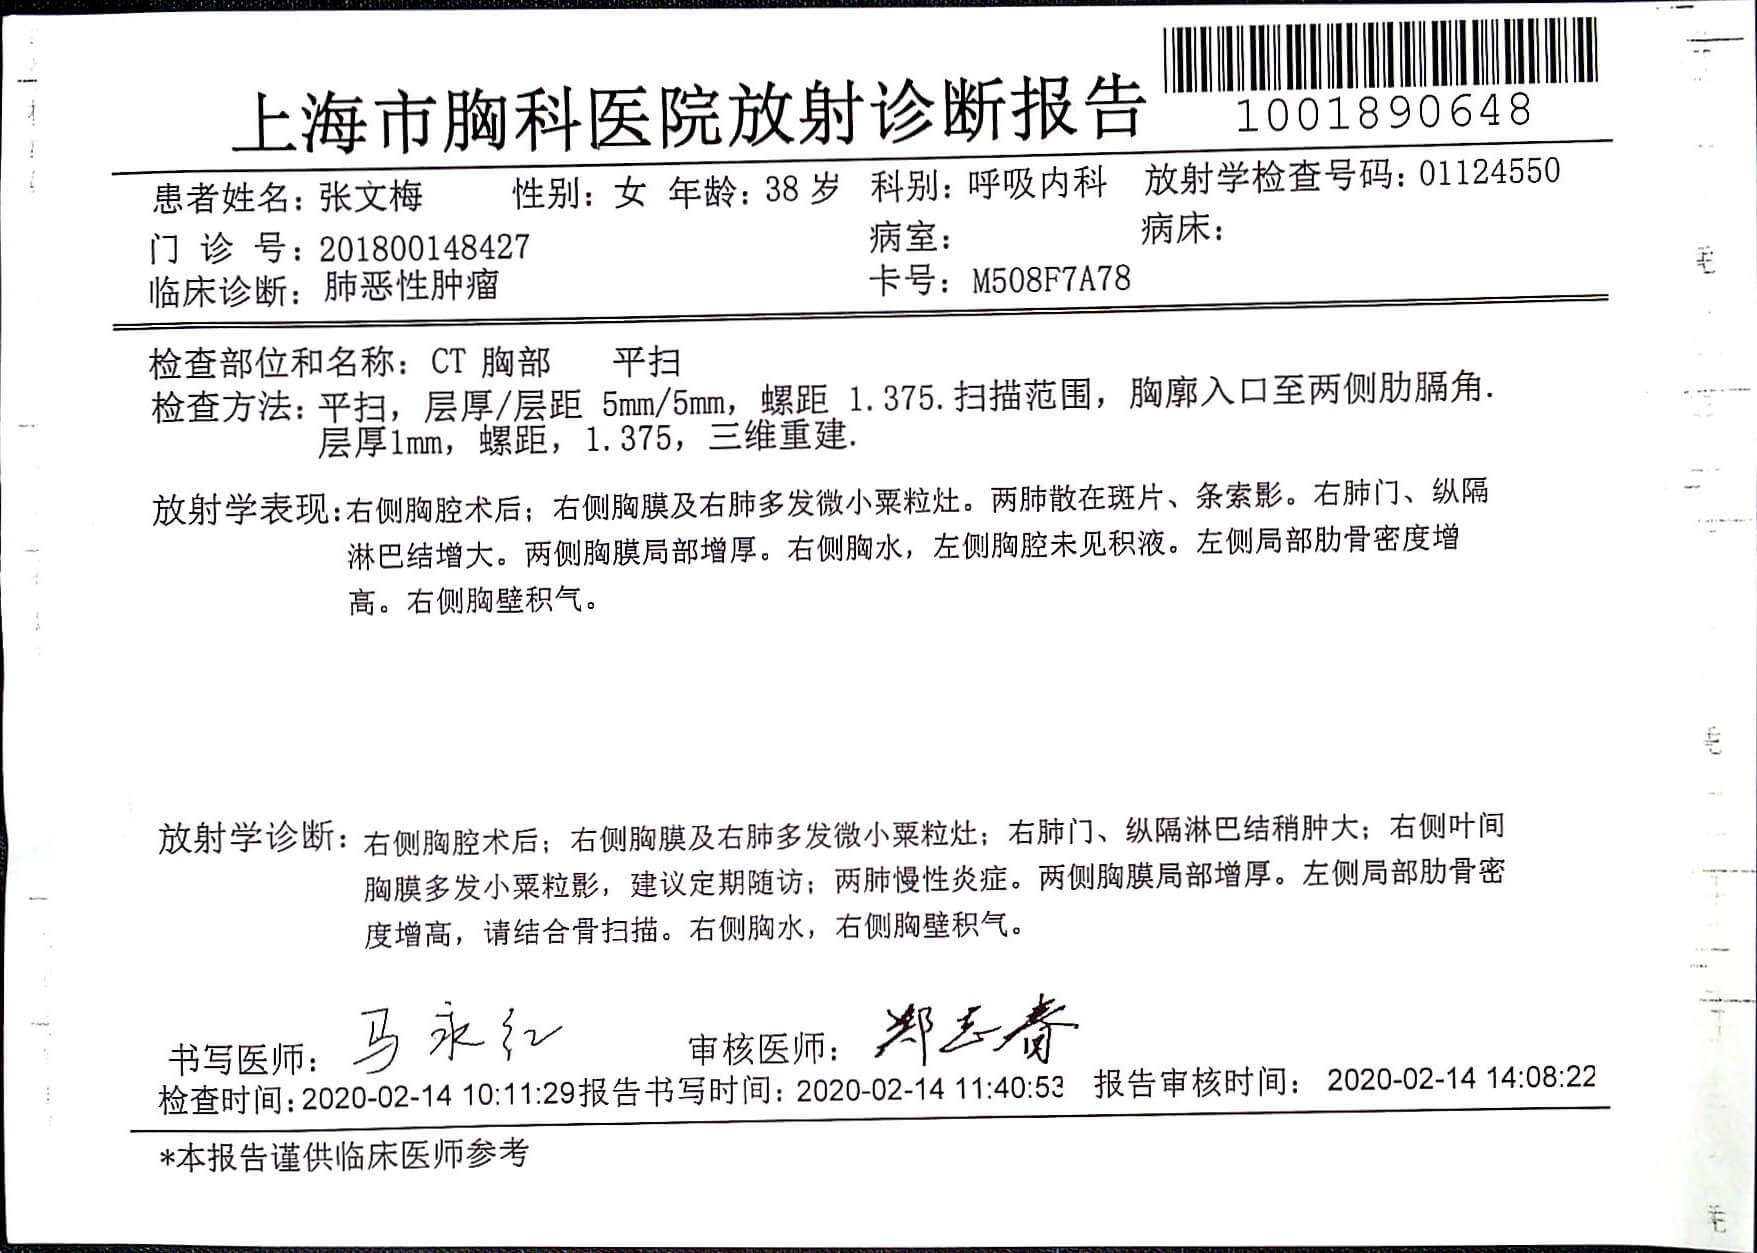 1001890648
上海市胸科医院放射诊断报告
患者姓名：张文梅 性别：女 年龄：38 岁 科别：呼吸内科 放射学检查号码：01124550
门 诊 号：201800148427 病室： 病床：
临床诊断：肺恶性肿瘤 卡号：M508F7A78
检查部位和名称：CT 胸部 平扫
检查方法：平扫，层厚/层距 5mm/5mm，螺距 1.375.扫描范围，胸廓入口至两侧肋膈角.
层厚1mm，螺距，1.375，三维重建.
放射学表现：右侧胸腔术后；右侧胸膜及右肺多发微小粟粒灶。两肺散在斑片、条索影。右肺门、纵隔
淋巴结增大。两侧胸膜局部增厚。右侧胸水，左侧胸腔未见积液。左侧局部肋骨密度增
高。右侧胸壁积气。
放射学诊断：右侧胸腔术后；右侧胸膜及右肺多发微小粟粒灶；右肺门、纵隔淋巴结稍肿大；右侧叶间
胸膜多发小粟粒影，建议定期随访；两肺慢性炎症。两侧胸膜局部增厚。左侧局部肋骨密
度增高，请结合骨扫描。右侧胸水，右侧胸壁积气。
书写医师：马永红 审核医师：郑志春
检查时间：2020-02-14 10:11:29报告书写时间：2020-02-14 11:40:53 报告审核时间： 2020-02-14 14:08:22
*本报告谨供临床医师参考